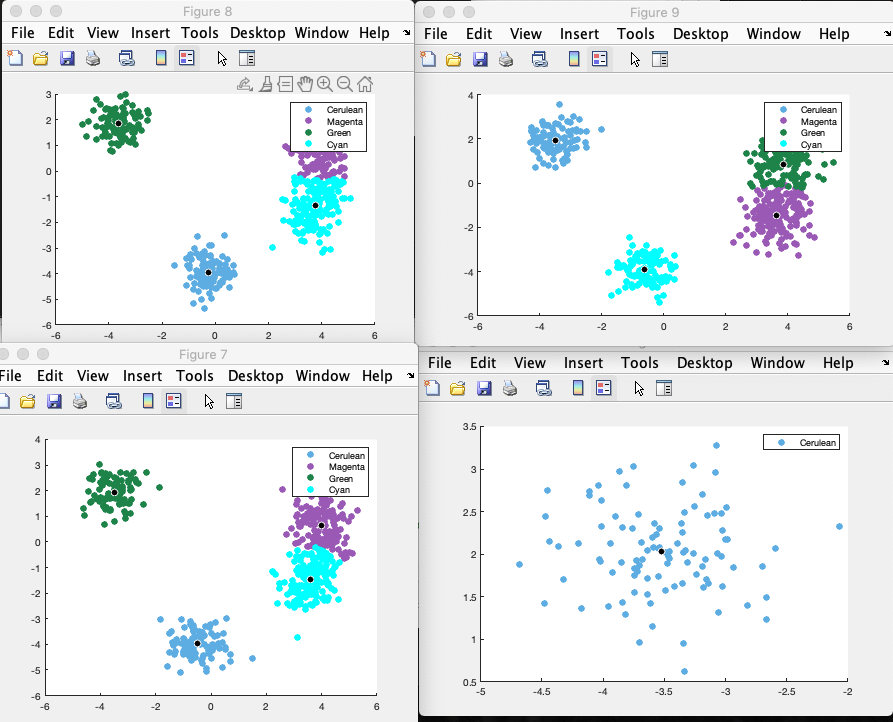 Figure 8
File Edit View Insert Tools Desktop Window Help
3
2
1
0
-1
-2
-3
-4
-5
-6
-6 -4 -2 0 2 4 6
Cerulean
Magenta
Green
Cyan
Figure 9
File Edit View Insert Tools Desktop Window Help
4
2
0
-2
-4
-6
-6 -4 -2 0 2 4 6
Cerulean
Magenta
Green
Cyan
Figure 7
File Edit View Insert Tools Desktop Window Help
4
3
2
1
0
-1
-2
-3
-4
-5
-6
-6 -4 -2 0 2 4 6
Cerulean
Magenta
Green
Cyan
File Edit View Insert Tools Desktop Window Help
3.5
3
2.5
2
1.5
1
0.5
-5 -4.5 -4 -3.5 -3 -2.5 -2
Cerulean